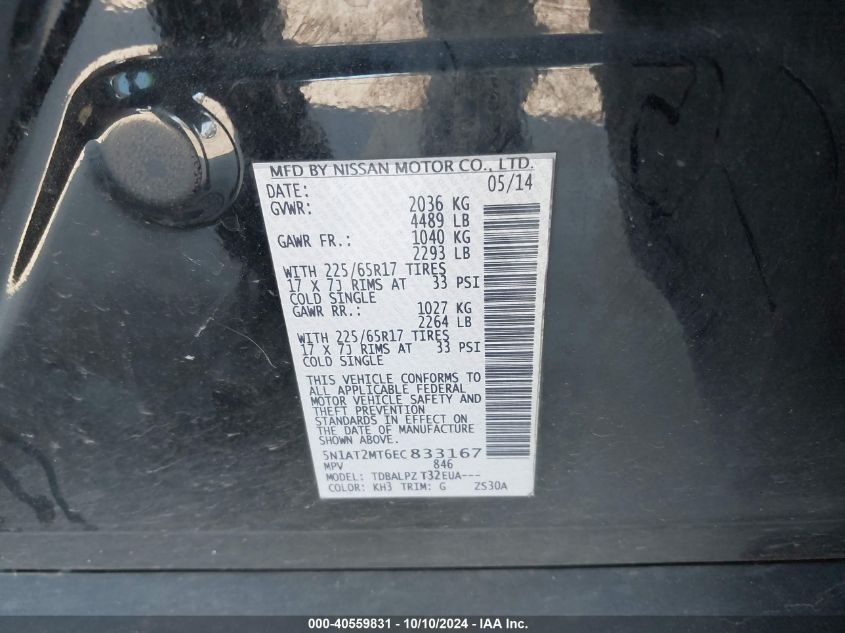 MFD BY NISSAN MOTOR CO., LTD.
DATE: 05/14
GVWR: 2036 KG
4489 LB
GAWR FR.: 1040 KG
2293 LB
WITH 225/65R17 TIRES
17 X 7J RIMS AT 33 PSI
COLD SINGLE
GAWR RR.: 1027 KG
2264 LB
WITH 225/65R17 TIRES
17 X 7J RIMS AT 33 PSI
COLD SINGLE
THIS VEHICLE CONFORMS TO
ALL APPLICABLE FEDERAL
MOTOR VEHICLE SAFETY AND
THEFT PREVENTION
STANDARDS IN EFFECT ON
THE DATE OF MANUFACTURE
SHOWN ABOVE.
5N1AT2MT6EC833167
MPV 846
MODEL: TDBALPZ T32EUA---
COLOR: KH3 TRIM: G ZS30A
000-40559831 - 10/10/2024 - IAA Inc.